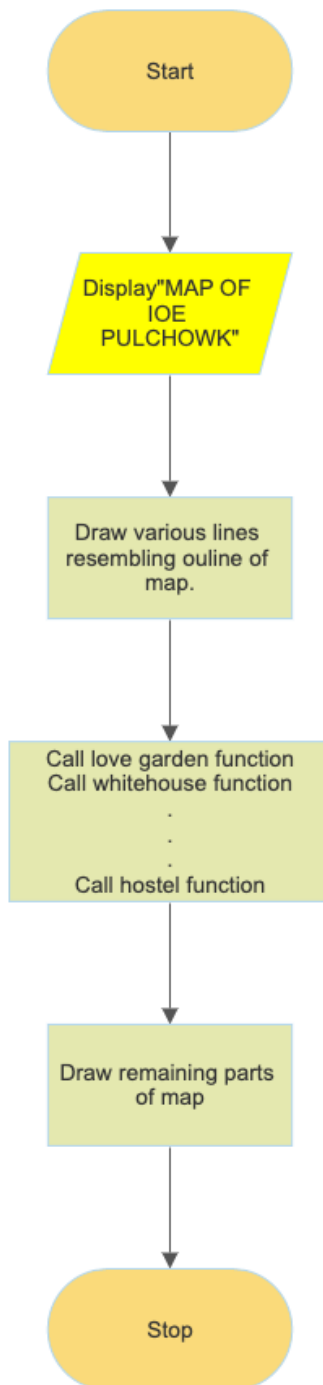 Start
Display"MAP OF
IOE
PULCHOWK"
Draw various lines
resembling ouline of
map.
Call love garden function
Call whitehouse function
.
.
.
Call hostel function
Draw remaining parts
of map
Stop